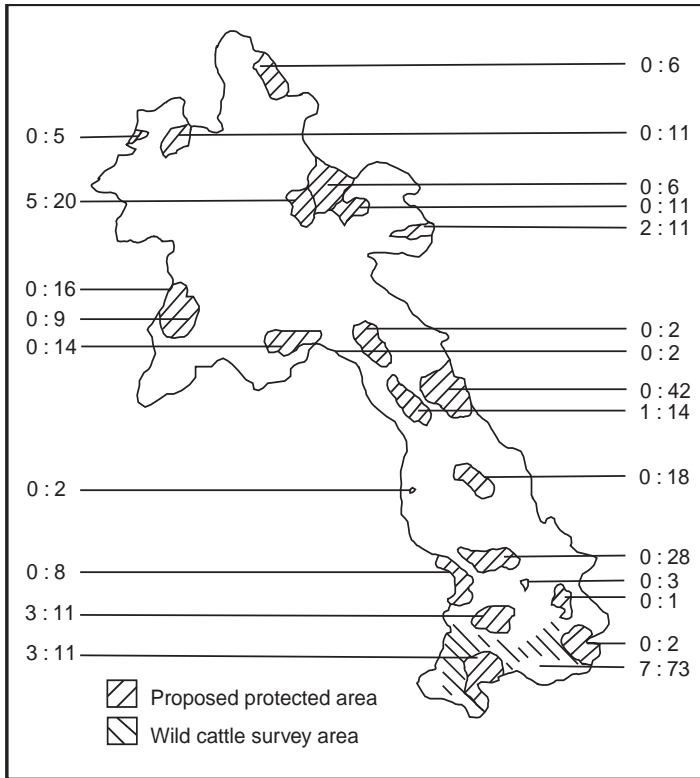 0 : 6
0 : 5
0 : 11
0 : 6
5 : 20
0 : 11
2 : 11
0 : 16
0 : 9
0 : 2
0 : 14
0 : 2
0 : 42
1 : 14
0 : 18
0 : 2
0 : 28
0 : 8
0 : 3
0 : 1
3 : 11
0 : 2
3 : 11
7 : 73
Proposed protected area
Wild cattle survey area